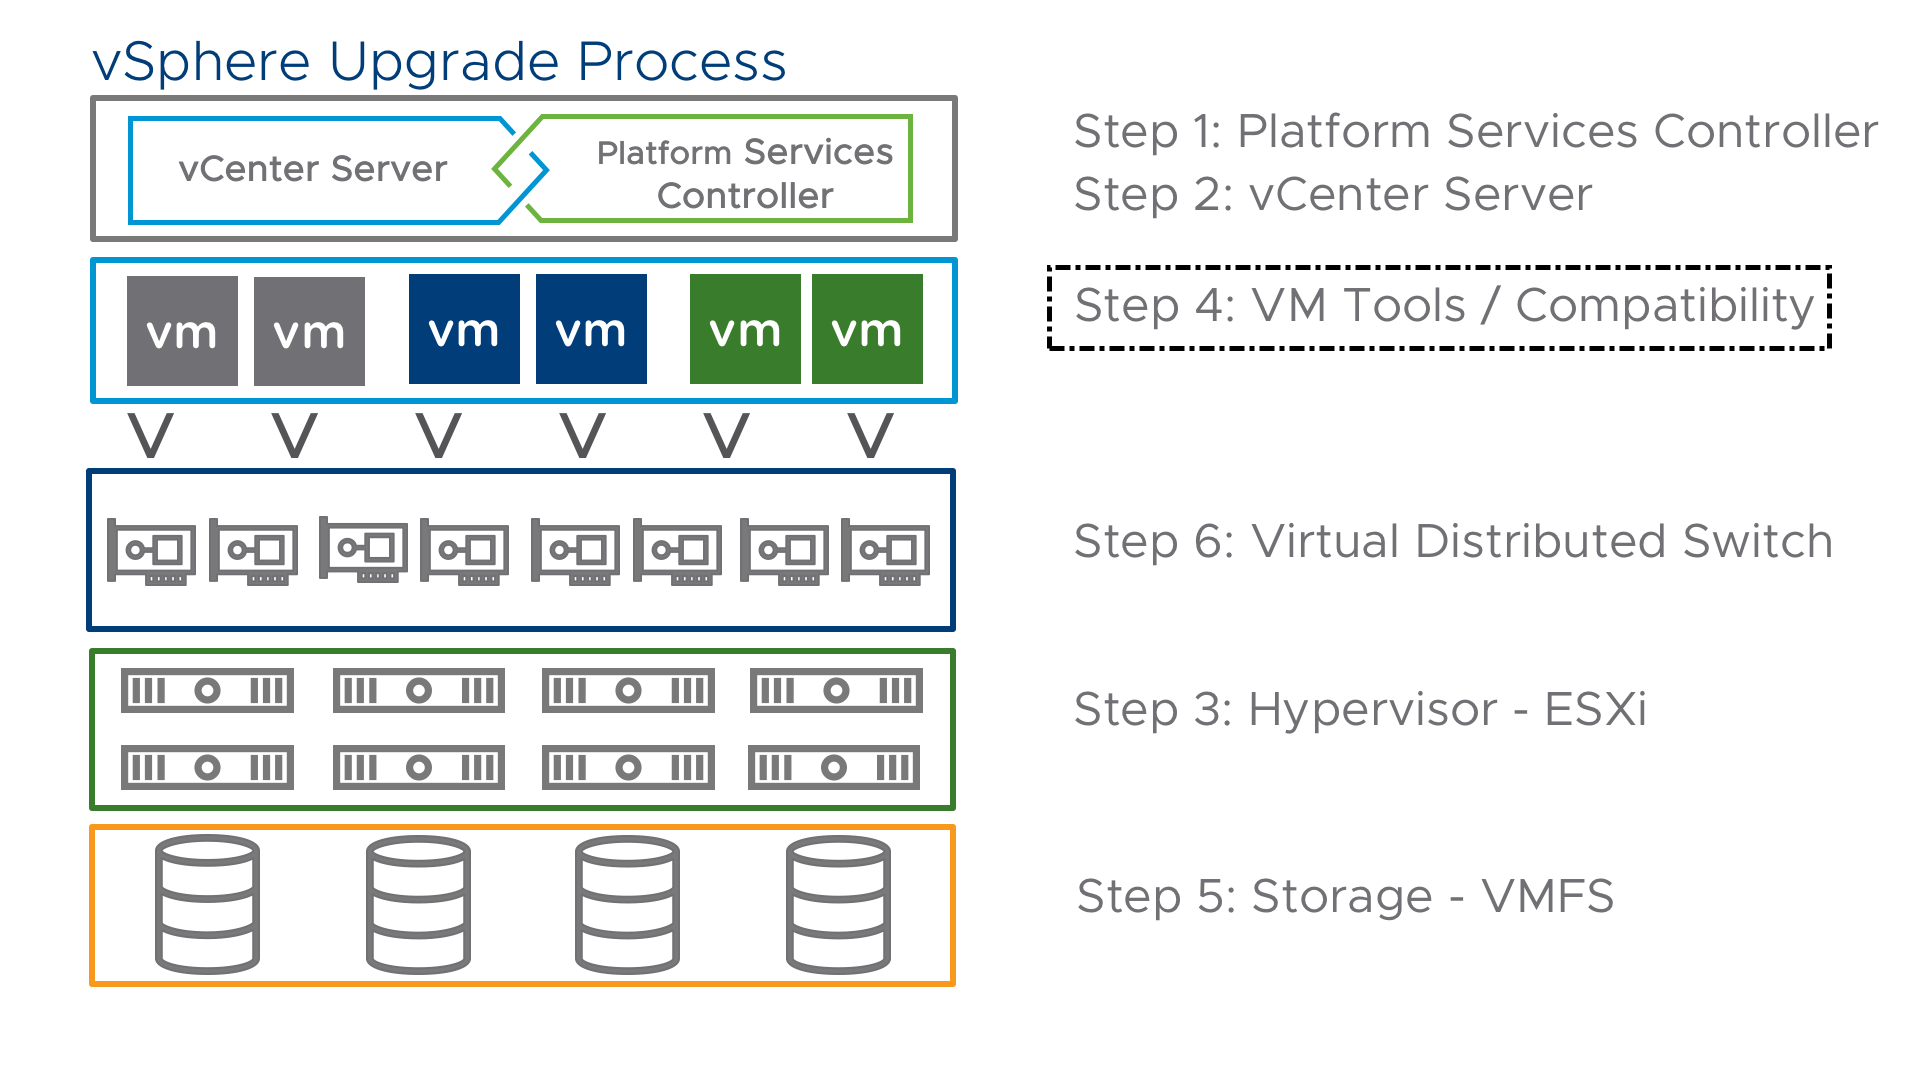 vSphere Upgrade Process
vCenter Server
Platform Services
Controller
Step 1: Platform Services Controller
Step 2: vCenter Server
vm vm vm vm vm vm
Step 4: VM Tools / Compatibility
V V V V V V
Step 6: Virtual Distributed Switch
Step 3: Hypervisor - ESXi
Step 5: Storage - VMFS